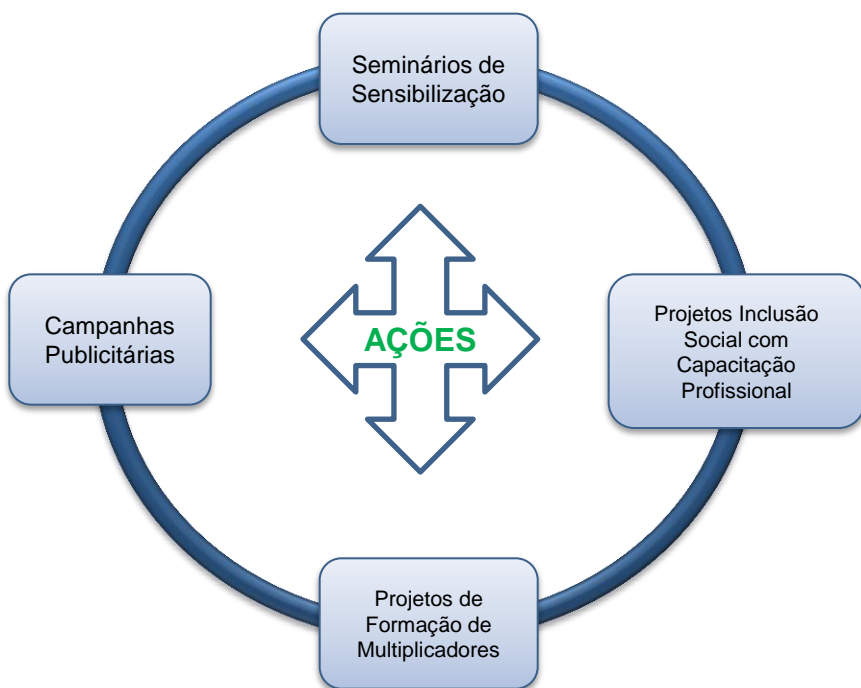 Seminários de
Sensibilização
Campanhas
Publicitárias
AÇÕES
Projetos Inclusão
Social com
Capacitação
Profissional
Projetos de
Formação de
Multiplicadores